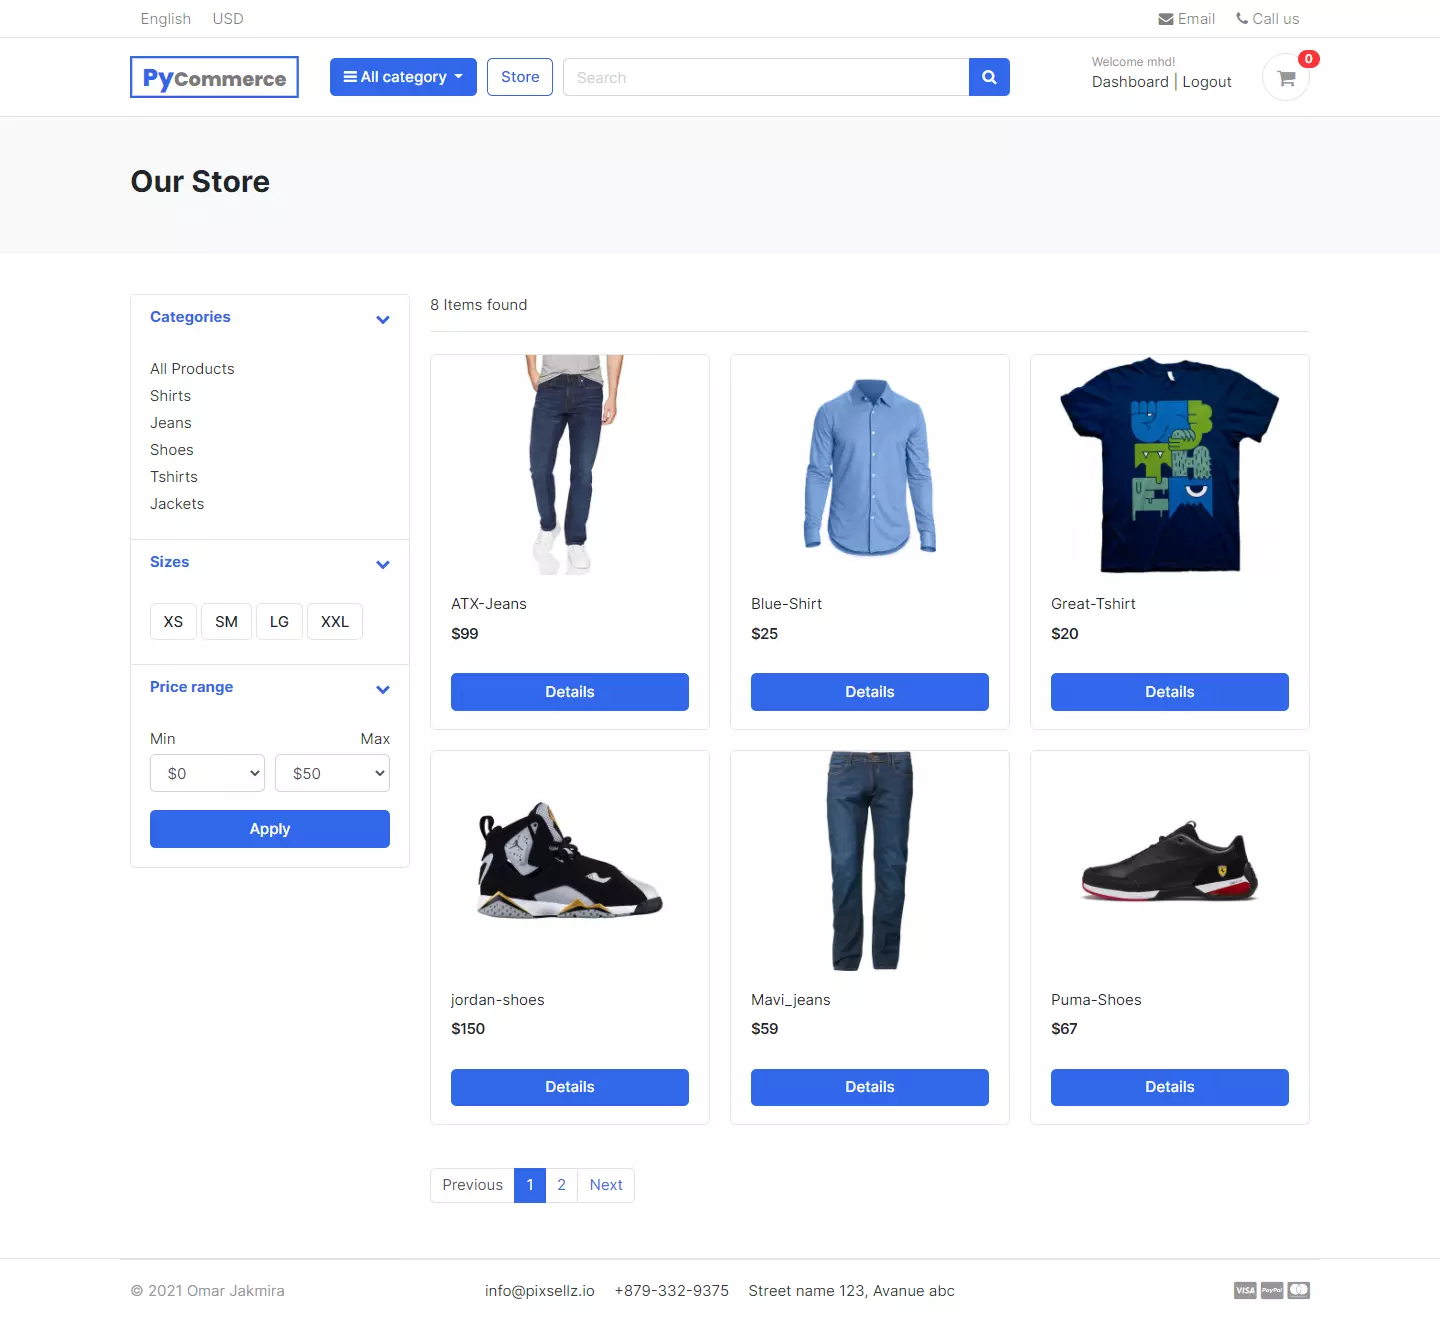 English USD Email Call us
PyCommerce All category Store Search Welcome mhd! 0
Dashboard | Logout
Our Store
Categories
All Products
Shirts
Jeans
Shoes
Tshirts
Jackets
Sizes
XS SM LG XXL
Price range
Min Max
$0 $50
Apply
8 Items found
ATX-Jeans Blue-Shirt Great-Tshirt
$99 $25 $20
Details Details Details
jordan-shoes Mavi_jeans Puma-Shoes
$150 $59 $67
Details Details Details
Previous 1 2 Next
© 2021 Omar Jakmira info@pixsellz.io +879-332-9375 Street name 123, Avanue abc VISA PayPal